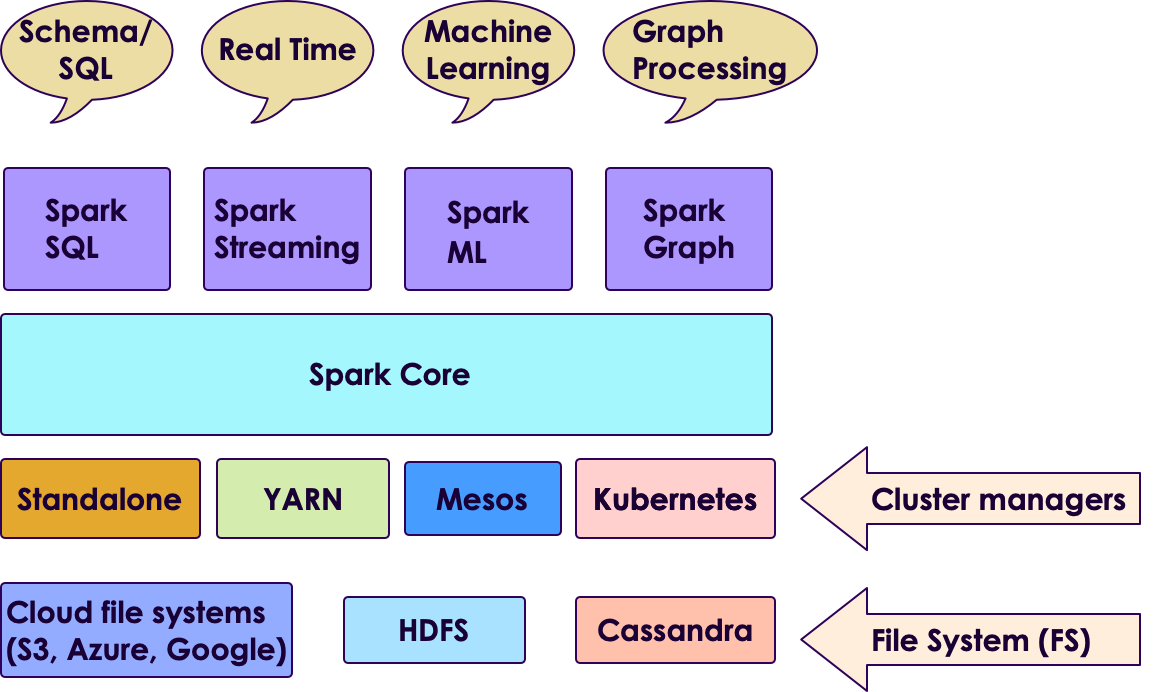 Schema/
SQL
Real Time
Machine
Learning
Graph
Processing
Spark
SQL
Spark
Streaming
Spark
ML
Spark
Graph
Spark Core
Standalone
YARN
Mesos
Kubernetes
Cluster managers
Cloud file systems
(S3, Azure, Google)
HDFS
Cassandra
File System (FS)